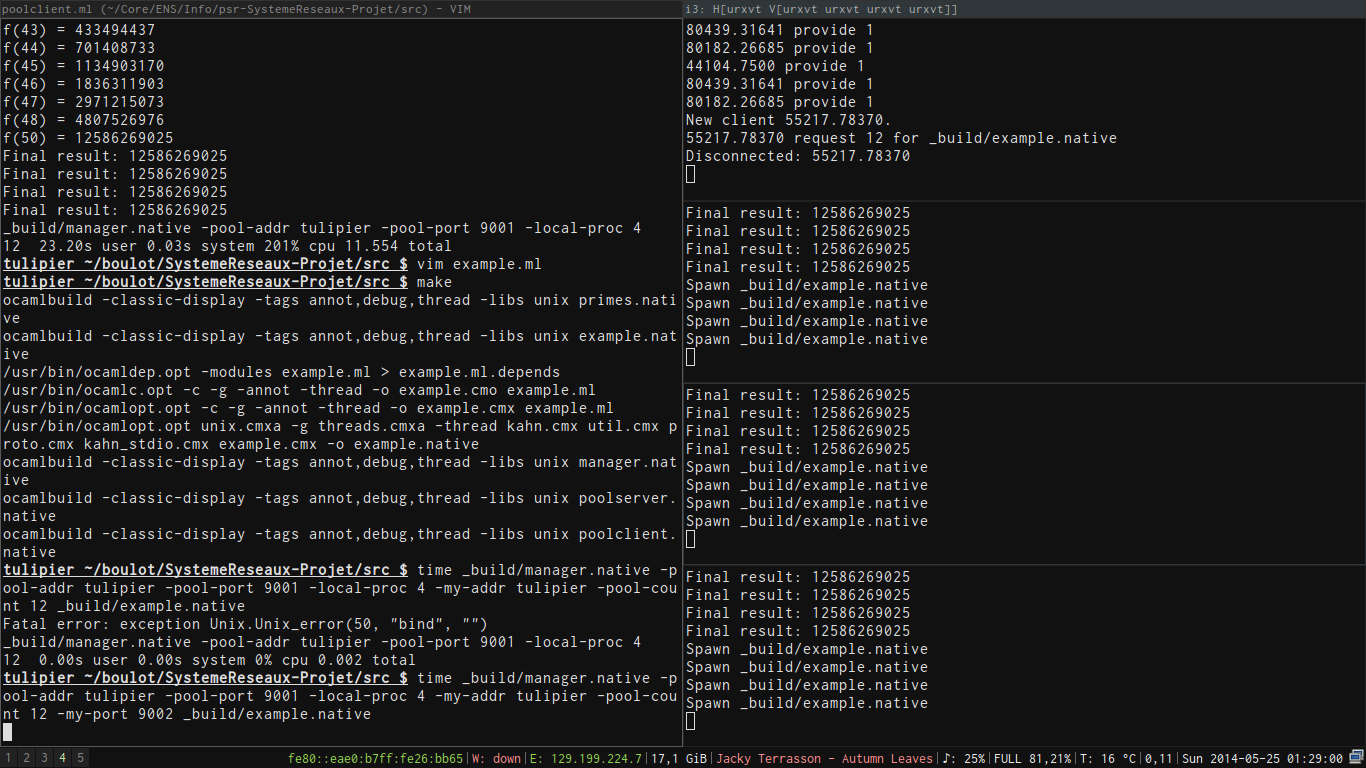 poolclient.ml (~/Core/ENS/Info/psr-SystemeReseaux-Projet/src) - VIM
f(43) = 433494437
f(44) = 701408733
f(45) = 1134903170
f(46) = 1836311903
f(47) = 2971215073
f(48) = 4807526976
f(50) = 12586269025
Final result: 12586269025
Final result: 12586269025
Final result: 12586269025
Final result: 12586269025
_build/manager.native -pool-addr tulipier -pool-port 9001 -local-proc 4
12  23.20s user 0.03s system 201% cpu 11.554 total
tulipier ~/boulot/SystemeReseaux-Projet/src $ vim example.ml
tulipier ~/boulot/SystemeReseaux-Projet/src $ make
ocamlbuild -classic-display -tags annot,debug,thread -libs unix primes.nati
ve
ocamlbuild -classic-display -tags annot,debug,thread -libs unix example.nat
ive
/usr/bin/ocamldep.opt -modules example.ml > example.ml.depends
/usr/bin/ocamlc.opt -c -g -annot -thread -o example.cmo example.ml
/usr/bin/ocamlopt.opt -c -g -annot -thread -o example.cmx example.ml
/usr/bin/ocamlopt.opt unix.cmxa -g threads.cmxa -thread kahn.cmx util.cmx p
roto.cmx kahn_stdio.cmx example.cmx -o example.native
ocamlbuild -classic-display -tags annot,debug,thread -libs unix manager.nat
ive
ocamlbuild -classic-display -tags annot,debug,thread -libs unix poolserver.
native
ocamlbuild -classic-display -tags annot,debug,thread -libs unix poolclient.
native
tulipier ~/boulot/SystemeReseaux-Projet/src $ time _build/manager.native -p
ool-addr tulipier -pool-port 9001 -local-proc 4 -my-addr tulipier -pool-cou
nt 12 _build/example.native
Fatal error: exception Unix.Unix_error(50, "bind", "")
_build/manager.native -pool-addr tulipier -pool-port 9001 -local-proc 4
12  0.00s user 0.00s system 0% cpu 0.002 total
tulipier ~/boulot/SystemeReseaux-Projet/src $ time _build/manager.native -p
ool-addr tulipier -pool-port 9001 -local-proc 4 -my-addr tulipier -pool-cou
nt 12 -my-port 9002 _build/example.native
i3: H[urxvt V[urxvt urxvt urxvt urxvt]]
80439.31641 provide 1
80182.26685 provide 1
44104.7500 provide 1
80439.31641 provide 1
80182.26685 provide 1
New client 55217.78370.
55217.78370 request 12 for _build/example.native
Disconnected: 55217.78370
Final result: 12586269025
Final result: 12586269025
Final result: 12586269025
Final result: 12586269025
Spawn _build/example.native
Spawn _build/example.native
Spawn _build/example.native
Spawn _build/example.native
Final result: 12586269025
Final result: 12586269025
Final result: 12586269025
Final result: 12586269025
Spawn _build/example.native
Spawn _build/example.native
Spawn _build/example.native
Spawn _build/example.native
Final result: 12586269025
Final result: 12586269025
Final result: 12586269025
Final result: 12586269025
Spawn _build/example.native
Spawn _build/example.native
Spawn _build/example.native
Spawn _build/example.native
1 2 3 4 5 fe80::eae0:b7ff:fe26:bb65|W: down|E: 129.199.224.7|17,1 GiB|Jacky Terrasson - Autumn Leaves|♪: 25%|FULL 81,21%|T: 16 °C|0,11|Sun 2014-05-25 01:29:00